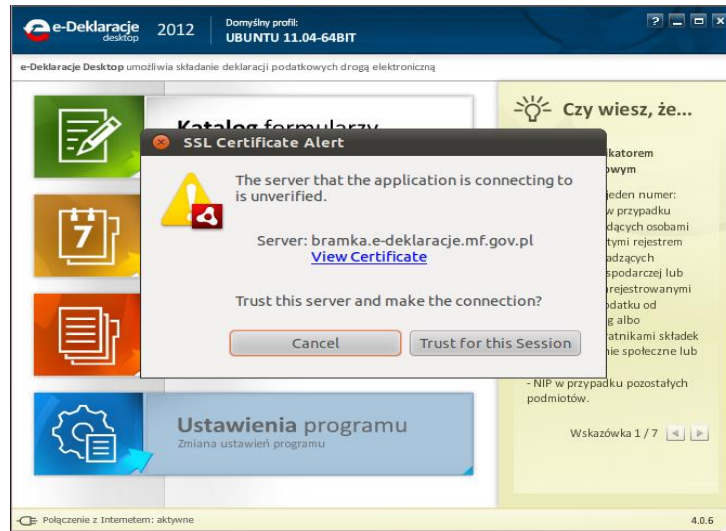 e-Deklaracje
desktop
2012
Domyślny profil:
UBUNTU 11.04-64BIT
e-Deklaracje Desktop umożliwia składanie deklaracji podatkowych drogą elektroniczną
Katalog formularzy
SSL Certificate Alert
The server that the application is connecting to
is unverified.
Server: bramka.e-deklaracje.mf.gov.pl
View Certificate
Trust this server and make the connection?
Cancel
Trust for this Session
Ustawienia programu
Zmiana ustawień programu
Czy wiesz, że...
jeden numer:
w przypadku
osobami
rejestrem
lub
od
albo
składek
społeczne lub
- NIP w przypadku pozostałych
podmiotów.
Wskazówka 1 / 7
Połączenie z Internetem: aktywne
4.0.6